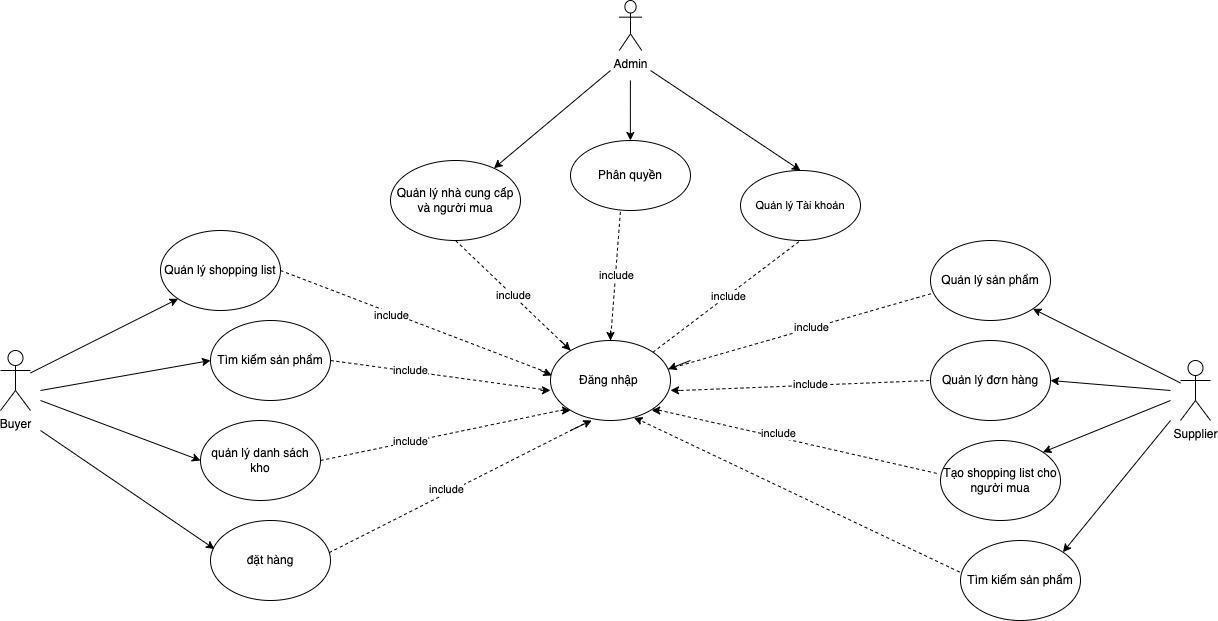 Admin
Quản lý nhà cung cấp
và người mua
Phân quyền
Quản lý Tài khoản
Quản lý shopping list
Quản lý sản phẩm
include
include
include
include
include
Tìm kiếm sản phẩm
include
Đăng nhập
include
Quản lý đơn hàng
Buyer
Supplier
quản lý danh sách
kho
include
include
Tạo shopping list cho
người mua
include
đặt hàng
Tìm kiếm sản phẩm